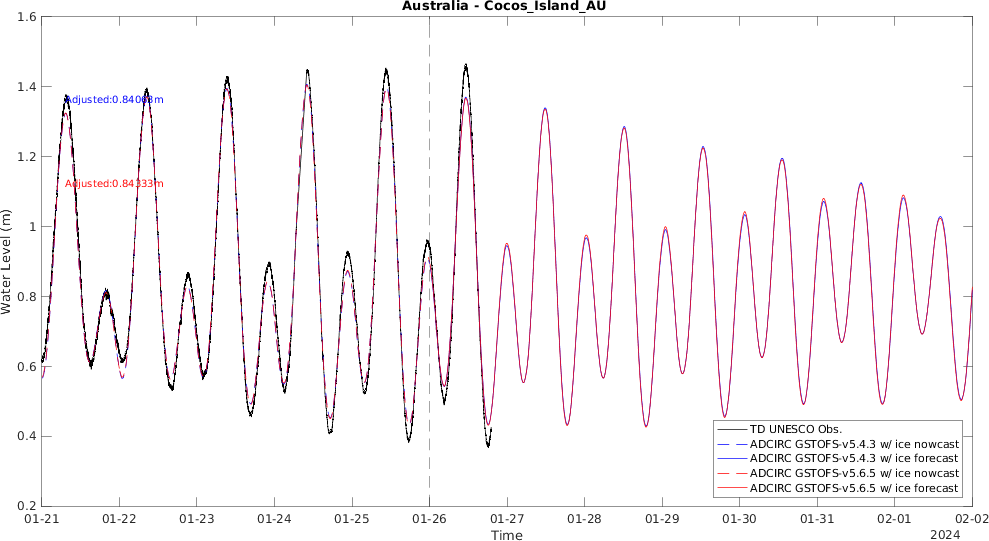 Australia - Cocos_Island_AU
Water Level (m)
1.6
1.4
1.2
1
0.8
0.6
0.4
0.2
Adjusted:0.84063m
Adjusted:0.84333m
TD UNESCO Obs.
ADCIRC GSTOFS-v5.4.3 w/ ice nowcast
ADCIRC GSTOFS-v5.4.3 w/ ice forecast
ADCIRC GSTOFS-v5.6.5 w/ ice nowcast
ADCIRC GSTOFS-v5.6.5 w/ ice forecast
01-21 01-22 01-23 01-24 01-25 01-26 01-27 01-28 01-29 01-30 01-31 02-01 02-02
Time
2024